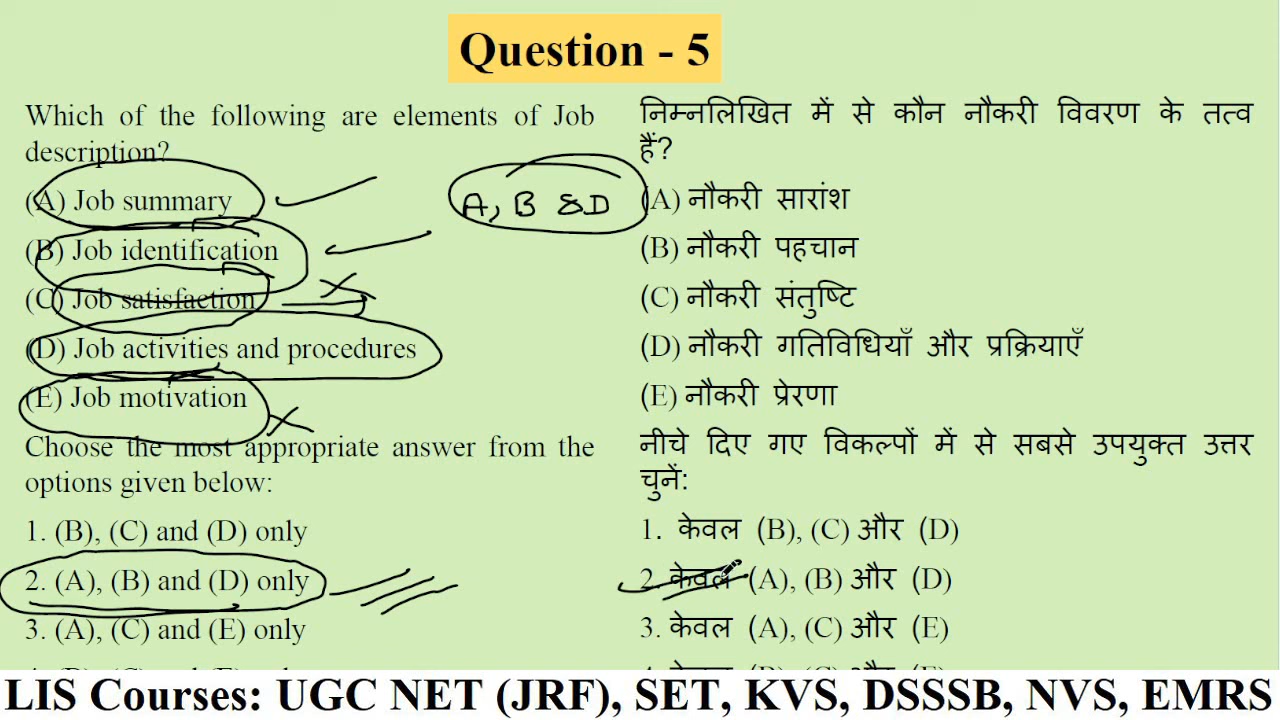 Question - 5
Which of the following are elements of Job
description?
(A) Job summary
(B) Job identification
(C) Job satisfaction
(D) Job activities and procedures
(E) Job motivation
Choose the most appropriate answer from the
options given below:
1. (B), (C) and (D) only
2. (A), (B) and (D) only
3. (A), (C) and (E) only
A, B & D
निम्नलिखित में से कौन नौकरी विवरण के तत्व
हैं?
(A) नौकरी सारांश
(B) नौकरी पहचान
(C) नौकरी संतुष्टि
(D) नौकरी गतिविधियाँ और प्रक्रियाएँ
(E) नौकरी प्रेरणा
नीचे दिए गए विकल्पों में से सबसे उपयुक्त उत्तर
चुनें:
1. केवल (B), (C) और (D)
2. केवल (A), (B) और (D)
3. केवल (A), (C) और (E)
LIS Courses: UGC NET (JRF), SET, KVS, DSSSB, NVS, EMRS